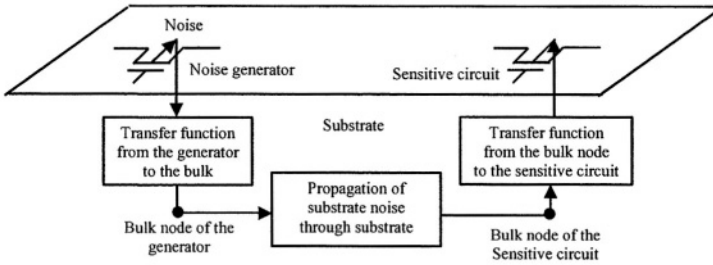 Noise
Noise generator
Sensitive circuit
Substrate
Transfer function
from the generator
to the bulk
Transfer function
from the bulk node
to the sensitive circuit
Propagation of
substrate noise
through substrate
Bulk node of the
generator
Bulk node of the
Sensitive circuit